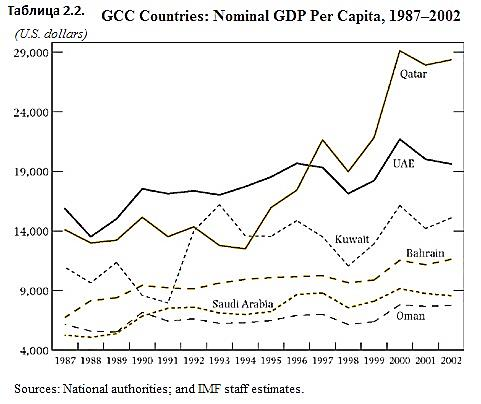 Таблица 2.2. GCC Countries: Nominal GDP Per Capita, 1987–2002
(U.S. dollars)
29,000
Qatar
24,000
19,000
UAE
14,000
Kuwait
Bahrain
9,000
Saudi Arabia
Oman
4,000
1987 1988 1989 1990 1991 1992 1993 1994 1995 1996 1997 1998 1999 2000 2001 2002
Sources: National authorities; and IMF staff estimates.